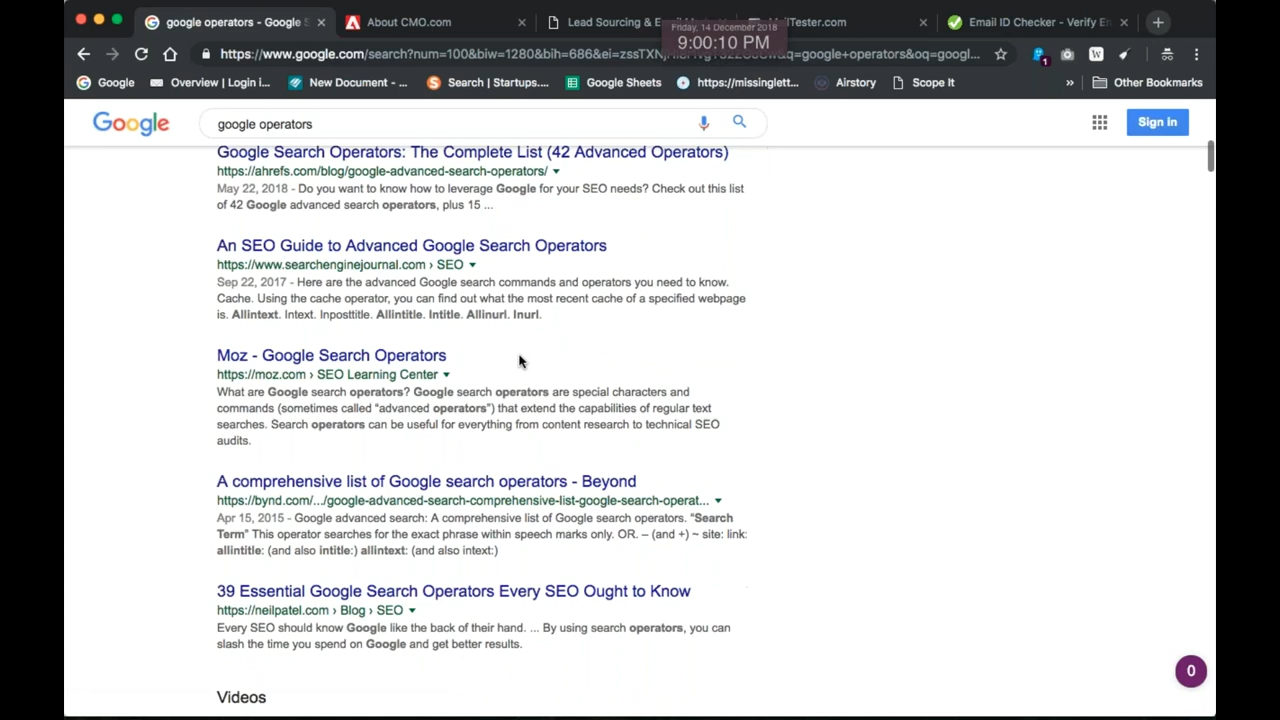 google operators - Google S
About CMO.com
Lead Sourcing & E
Tester.com
Email ID Checker - Verify Em
Friday, 14 December 2018
9:00:10 PM
https://www.google.com/search?num=100&biw=1280&bih=686&ei=
q=google+operators&oq=googl...
1
W
Google
Overview | Login i...
New Document - ...
Search | Startups....
Google Sheets
https://missinglett...
Airstory
Scope It
»
Other Bookmarks
Google
google operators
Sign in
Google Search Operators: The Complete List (42 Advanced Operators)
https://ahrefs.com/blog/google-advanced-search-operators/
May 22, 2018 - Do you want to know how to leverage Google for your SEO needs? Check out this list
of 42 Google advanced search operators, plus 15 ...
An SEO Guide to Advanced Google Search Operators
https://www.searchenginejournal.com › SEO
Sep 22, 2017 - Here are the advanced Google search commands and operators you need to know.
Cache. Using the cache operator, you can find out what the most recent cache of a specified webpage
is. Allintext. Intext. Inposttitle. Allintitle. Intitle. Allinurl. Inurl.
Moz - Google Search Operators
https://moz.com › SEO Learning Center
What are Google search operators? Google search operators are special characters and
commands (sometimes called “advanced operators”) that extend the capabilities of regular text
searches. Search operators can be useful for everything from content research to technical SEO
audits.
A comprehensive list of Google search operators - Beyond
https://bynd.com/.../google-advanced-search-comprehensive-list-google-search-operat...
Apr 15, 2015 - Google advanced search: A comprehensive list of Google search operators. “Search
Term” This operator searches for the exact phrase within speech marks only. OR. – (and +) ~ site: link:
allintitle: (and also intitle:) allintext: (and also intext:)
39 Essential Google Search Operators Every SEO Ought to Know
https://neilpatel.com › Blog › SEO
Every SEO should know Google like the back of their hand. ... By using search operators, you can
slash the time you spend on Google and get better results.
0
Videos